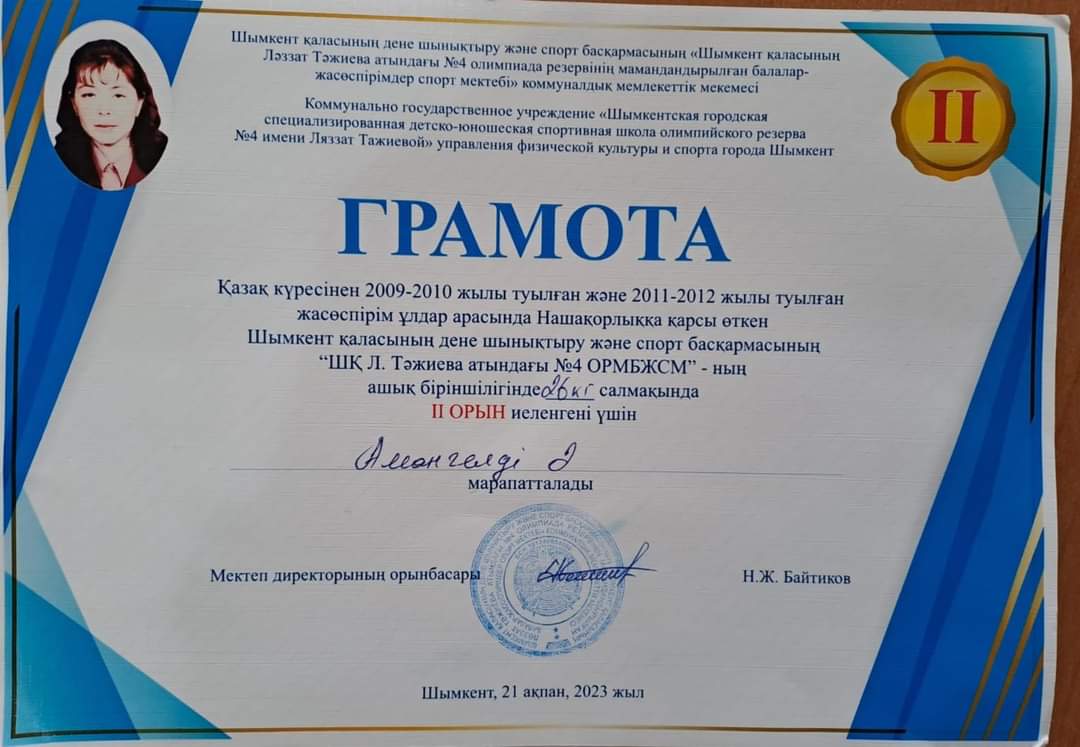 Шымкент қаласының дене шынықтыру және спорт басқармасының «Шымкент қаласының
Ләззат Тәжиева атындағы №4 олимпиада резервінің мамандандырылған балалар-
жасөспірімдер спорт мектебі» коммуналдық мемлекеттік мекемесі
Коммунально государственное учреждение «Шымкентская городская
специализированная детско-юношеская спортивная школа олимпийского резерва
№4 имени Ляззат Тажиевой» управления физической культуры и спорта города Шымкент
II
ГРАМОТА
Қазақ күресінен 2009-2010 жылы туылған және 2011-2012 жылы туылған
жасөспірім ұлдар арасында Нашақорлыққа қарсы өткен
Шымкент қаласының дене шынықтыру және спорт басқармасының
“ШҚ Л. Тәжиева атындағы №4 ОРМБЖСМ” - ның
ашық біріншілігінде 26 кг салмақында
II ОРЫН иеленгені үшін
Амангелді Ә
марапатталады
Мектеп директорының орынбасары
Н.Ж. Байтиков
Шымкент, 21 ақпан, 2023 жыл